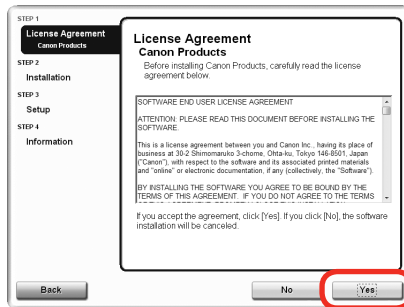 STEP 1
License Agreement
Canon Products
STEP 2
Installation
STEP 3
Setup
STEP 4
Information
License Agreement
Canon Products
Before installing Canon Products, carefully read the license
agreement below.
SOFTWARE END USER LICENSE AGREEMENT
ATTENTION: PLEASE READ THIS DOCUMENT BEFORE INSTALLING THE
SOFTWARE.
This is a license agreement between you and Canon Inc., having its place of
business at 30-2 Shimomaruko 3-chome, Ohta-ku, Tokyo 146-8501, Japan
("Canon"), with respect to the software and its associated printed materials
and "online" or electronic documentation, if any (collectively, the "Software").
BY INSTALLING THE SOFTWARE YOU AGREE TO BE BOUND BY THE
TERMS OF THIS AGREEMENT. IF YOU DO NOT AGREE TO THE TERMS
If you accept the agreement, click [Yes]. If you click [No], the software
installation will be canceled.
Back
No
Yes